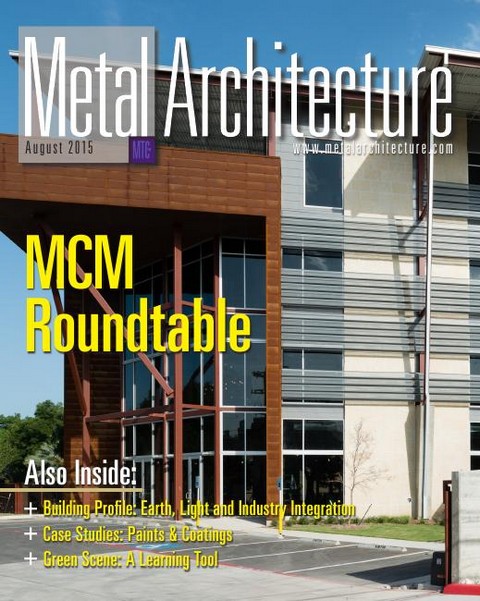 Metal Architecture
August 2015 MTG www.metalarchitecture.com
MCM
Roundtable
Also Inside:
+ Building Profile: Earth, Light and Industry Integration
+ Case Studies: Paints & Coatings
+ Green Scene: A Learning Tool